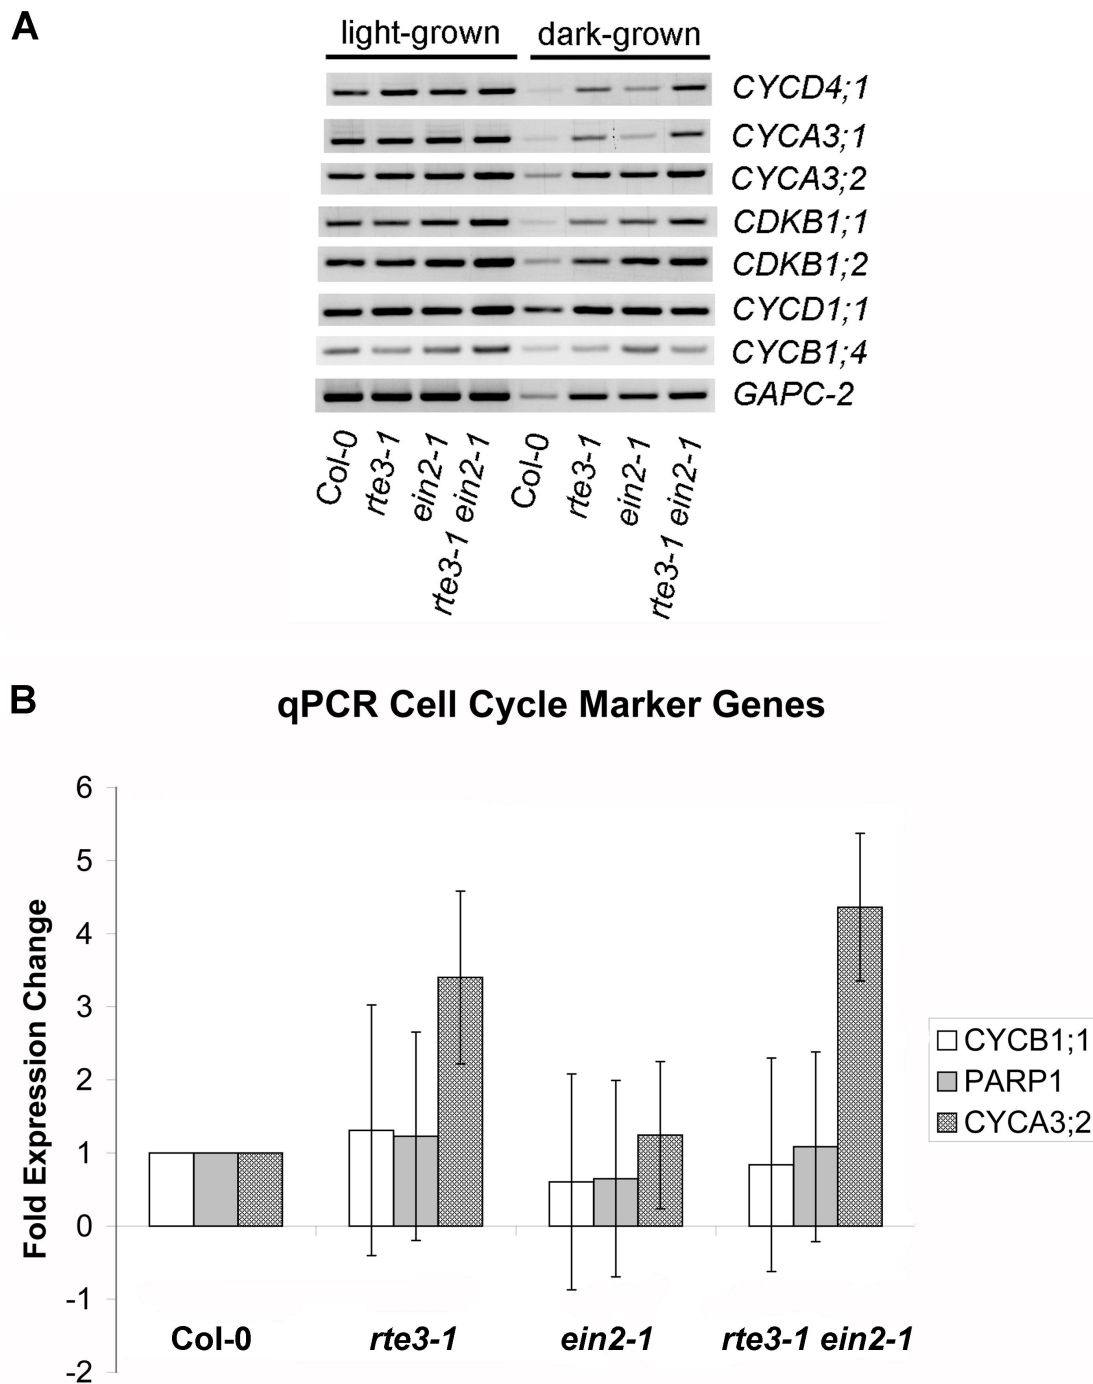 A
light-grown dark-grown
CYCD4;1
CYCA3;1
CYCA3;2
CDKB1;1
CDKB1;2
CYCD1;1
CYCB1;4
GAPC-2
Col-0 rte3-1 ein2-1 rte3-1 ein2-1 Col-0 rte3-1 ein2-1 rte3-1 ein2-1
B
qPCR Cell Cycle Marker Genes
Fold Expression Change
6
5
4
3
2
1
0
-1
-2
CYCB1;1
PARP1
CYCA3;2
Col-0 rte3-1 ein2-1 rte3-1 ein2-1